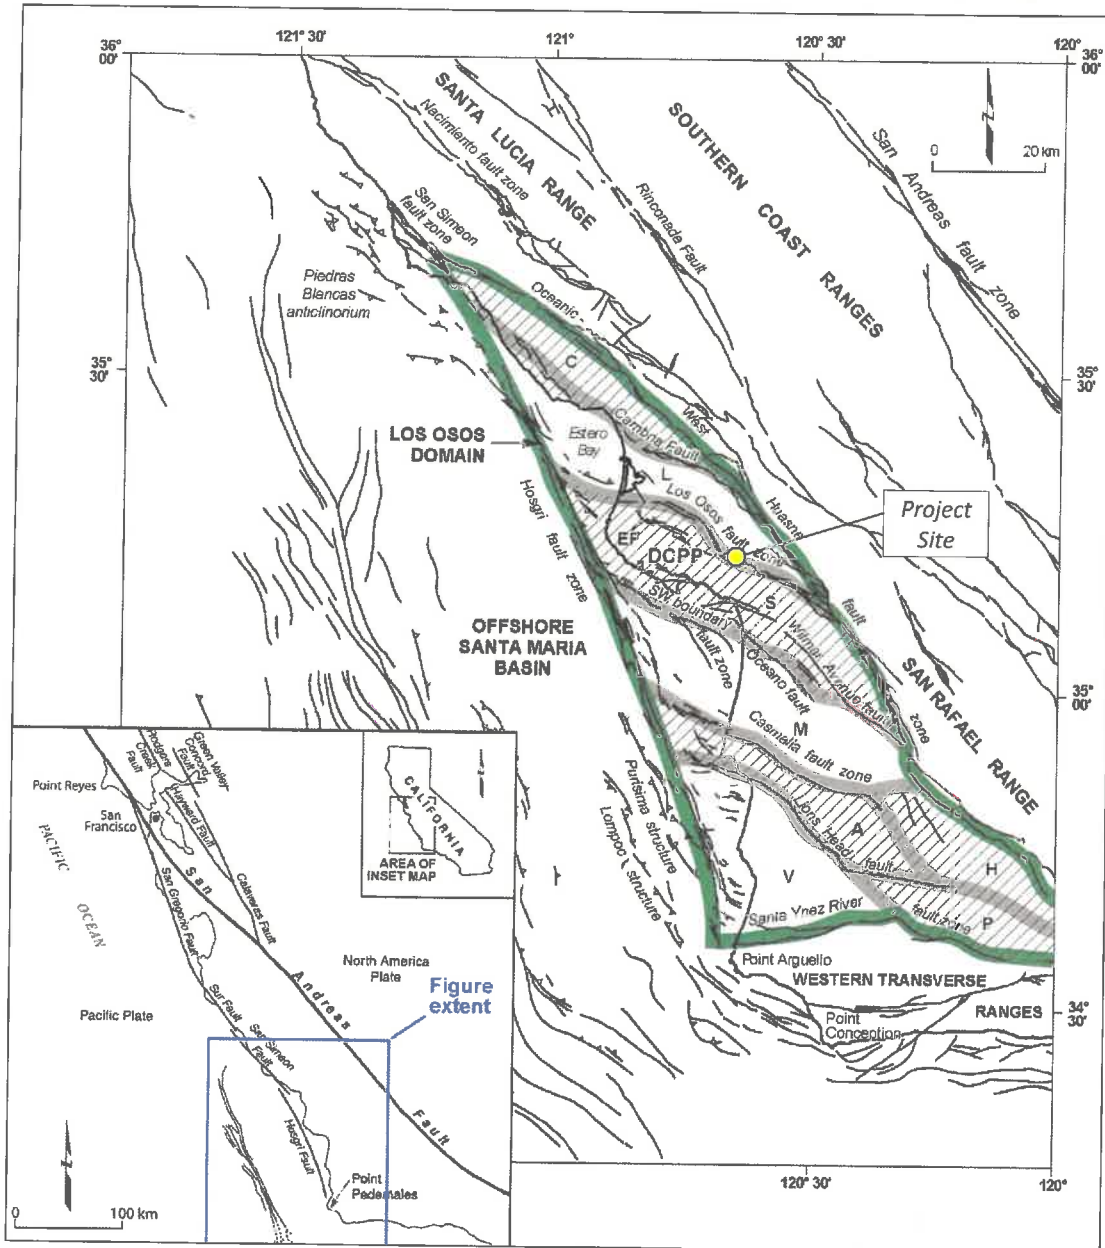 36°
00'
121° 30'
121°
120° 30'
120°
36°
00'
SANTA LUCIA RANGE
Nacimiento fault zone
SOUTHERN COAST RANGES
San Andreas fault zone
Z
0 20 km
San Simeon
fault zone
Rinconada Fault
Piedras
Blancas
anticlinorium
Oceanic
35°
30'
35°
30'
C
West
Cambria Fault
LOS OSOS
DOMAIN
Estero
Bay
L
Los Osos fault zone
Huasna fault zone
Project
Site
Hosgri fault zone
EF
DCPP
S
SW boundary fault zone
Wilmar Avenue fault
OFFSHORE
SANTA MARIA
BASIN
Oceano fault
SAN RAFAEL RANGE
35°
00'
M
Casmalia fault zone
Purisima structure
Lompoc structure
Lions Head fault
A
H
V
Santa Ynez River fault zone
P
Point Arguello
WESTERN TRANSVERSE
RANGES
Point
Conception
34°
30'
120° 30'
120°
Rodgers
Creek
Fault
Green Valley
Concord
Fault
Point Reyes
San
Francisco
Hayward Fault
PACIFIC
OCEAN
CALIFORNIA
AREA OF
INSET MAP
San Andreas Fault
San Gregorio Fault
Calaveras Fault
North America
Plate
Pacific Plate
Figure
extent
Sur Fault
San Simeon
Fault
Hosgri Fault
Point
Pedernales
Z
0 100 km